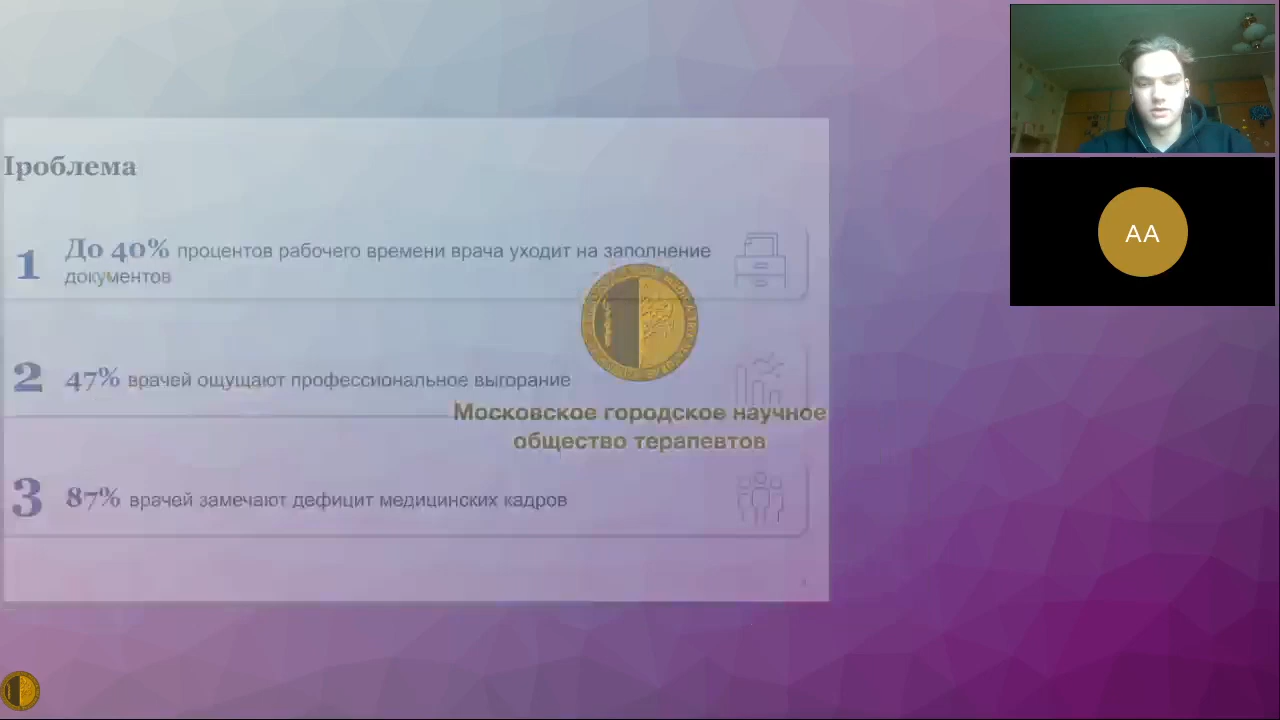 Іроблема
1
До 40% процентов рабочего времени врача уходит на заполнение
документов
2
47% врачей ощущают профессиональное выгорание
Московское городское научное
общество терапевтов
3
87% врачей замечают дефицит медицинских кадров
AA